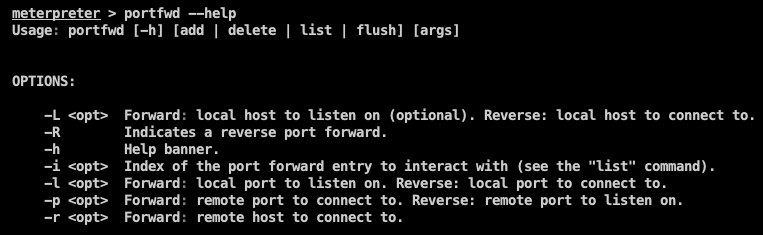 meterpreter > portfwd --help
Usage: portfwd [-h] [add | delete | list | flush] [args]
OPTIONS:
-L <opt> Forward: local host to listen on (optional). Reverse: local host to connect to.
-R Indicates a reverse port forward.
-h Help banner.
-i <opt> Index of the port forward entry to interact with (see the "list" command).
-l <opt> Forward: local port to listen on. Reverse: local port to connect to.
-p <opt> Forward: remote port to connect to. Reverse: remote port to listen on.
-r <opt> Forward: remote host to connect to.